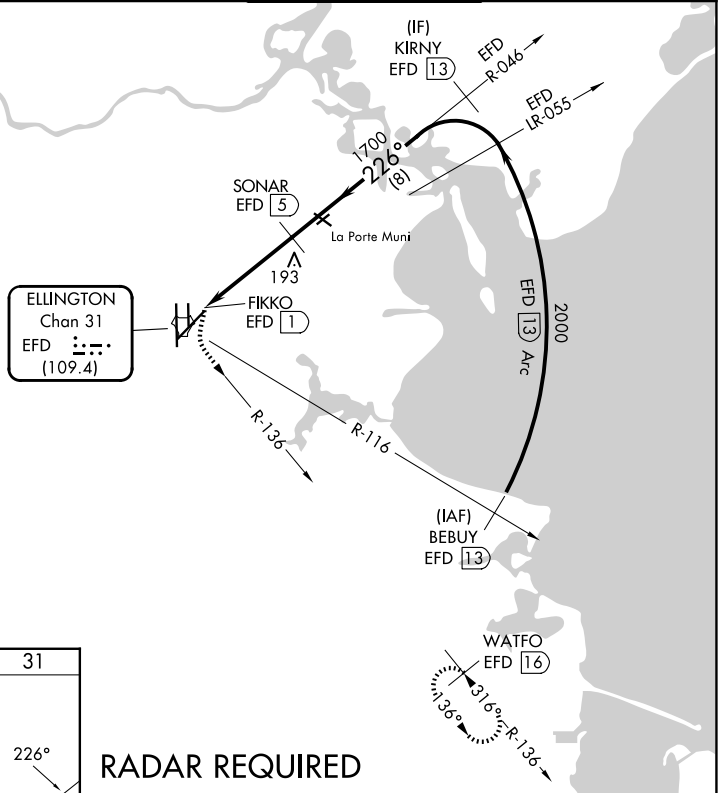 (IF)
KIRNY
EFD 13
EFD
R-046
EFD
LR-055
1700
226°
(8)
SONAR
EFD 5
La Porte Muni
193
ELLINGTON
Chan 31
EFD
(109.4)
FIKKO
EFD 1
EFD 13 Arc
2000
R-136
R-116
(IAF)
BEBUY
EFD 13
WATFO
EFD 16
316°
136°
R-136
31
226°
RADAR REQUIRED